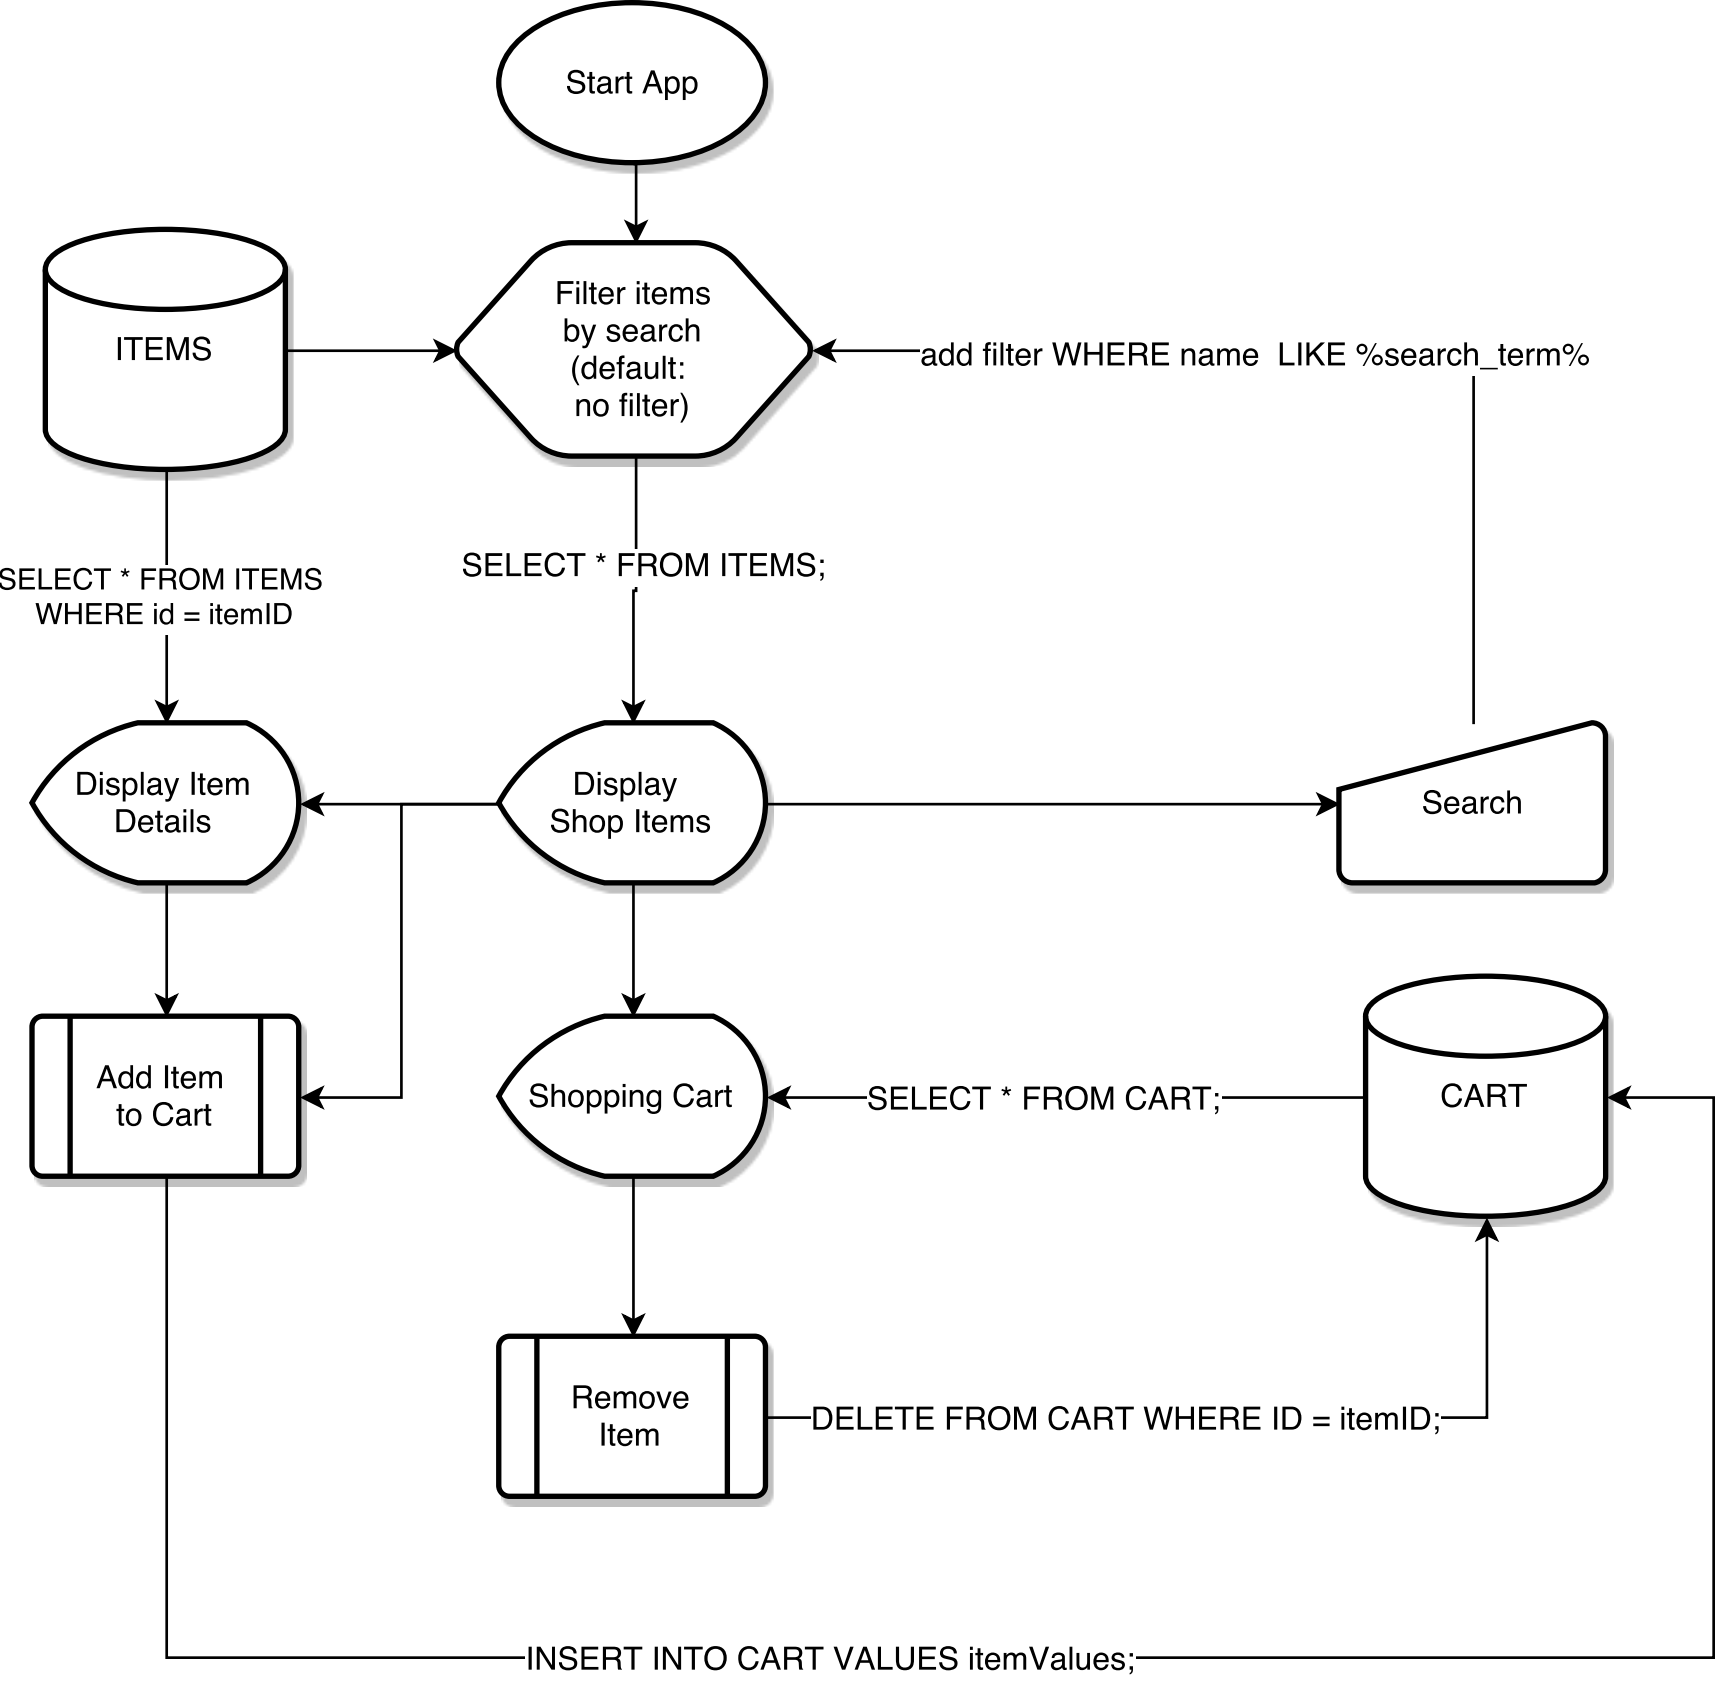 Start App
ITEMS
Filter items
by search
(default:
no filter)
add filter WHERE name  LIKE %search_term%
SELECT * FROM ITEMS
WHERE id = itemID
SELECT * FROM ITEMS;
Display Item
Details
Display
Shop Items
Search
Add Item
to Cart
Shopping Cart
SELECT * FROM CART;
CART
Remove
Item
DELETE FROM CART WHERE ID = itemID;
INSERT INTO CART VALUES itemValues;